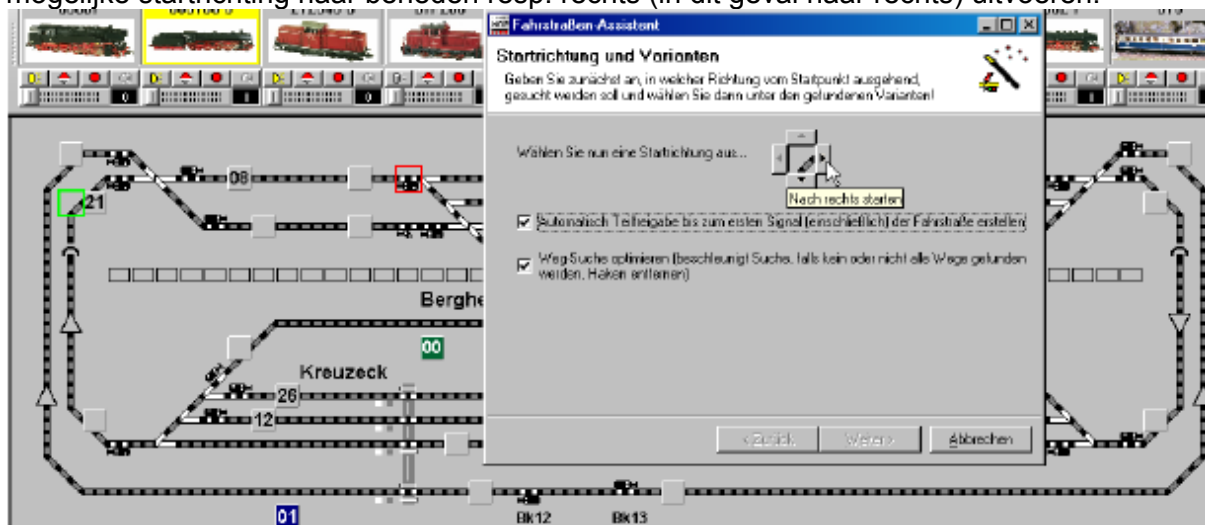 mogelijke startrichting naar beneden resp. rechts (in dit geval naar rechts) uitvoeren.
Fahrstraßen-Assistent
Startrichtung und Varianten
Geben Sie zunächst an, in welcher Richtung vom Startpunkt ausgehend,
gesucht werden soll und wählen Sie dann unter den gefundenen Varianten!
Wählen Sie nun eine Startrichtung aus...
Nach rechts starten
Automatisch Teilfreigabe bis zum ersten Signal (einschließlich) der Fahrstraße erstellen
Weg-Suche optimieren (beschleunigt Suche, falls kein oder nicht alle Wege gefunden
werden, Haken entfernen)
< Zurück
Weiter >
Abbrechen
08
21
Berghe
00
Kreuzeck
26
12
01
Bk12
Bk13